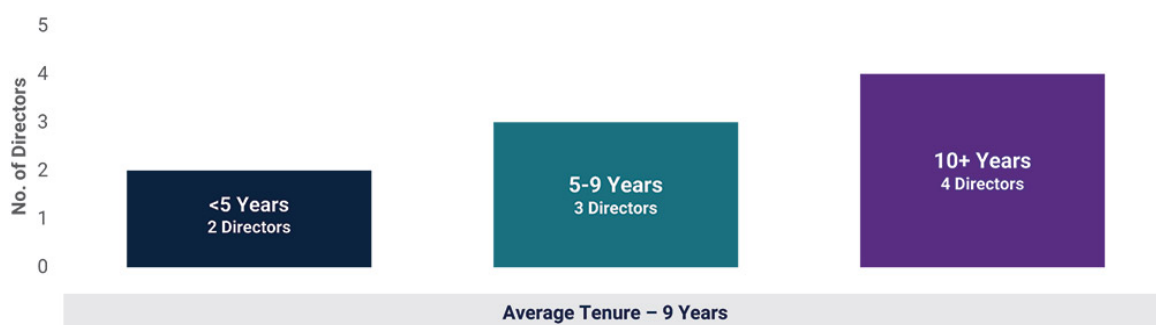 No. of Directors
5
4
3
2
1
0
<5 Years
2 Directors
5-9 Years
3 Directors
10+ Years
4 Directors
Average Tenure – 9 Years